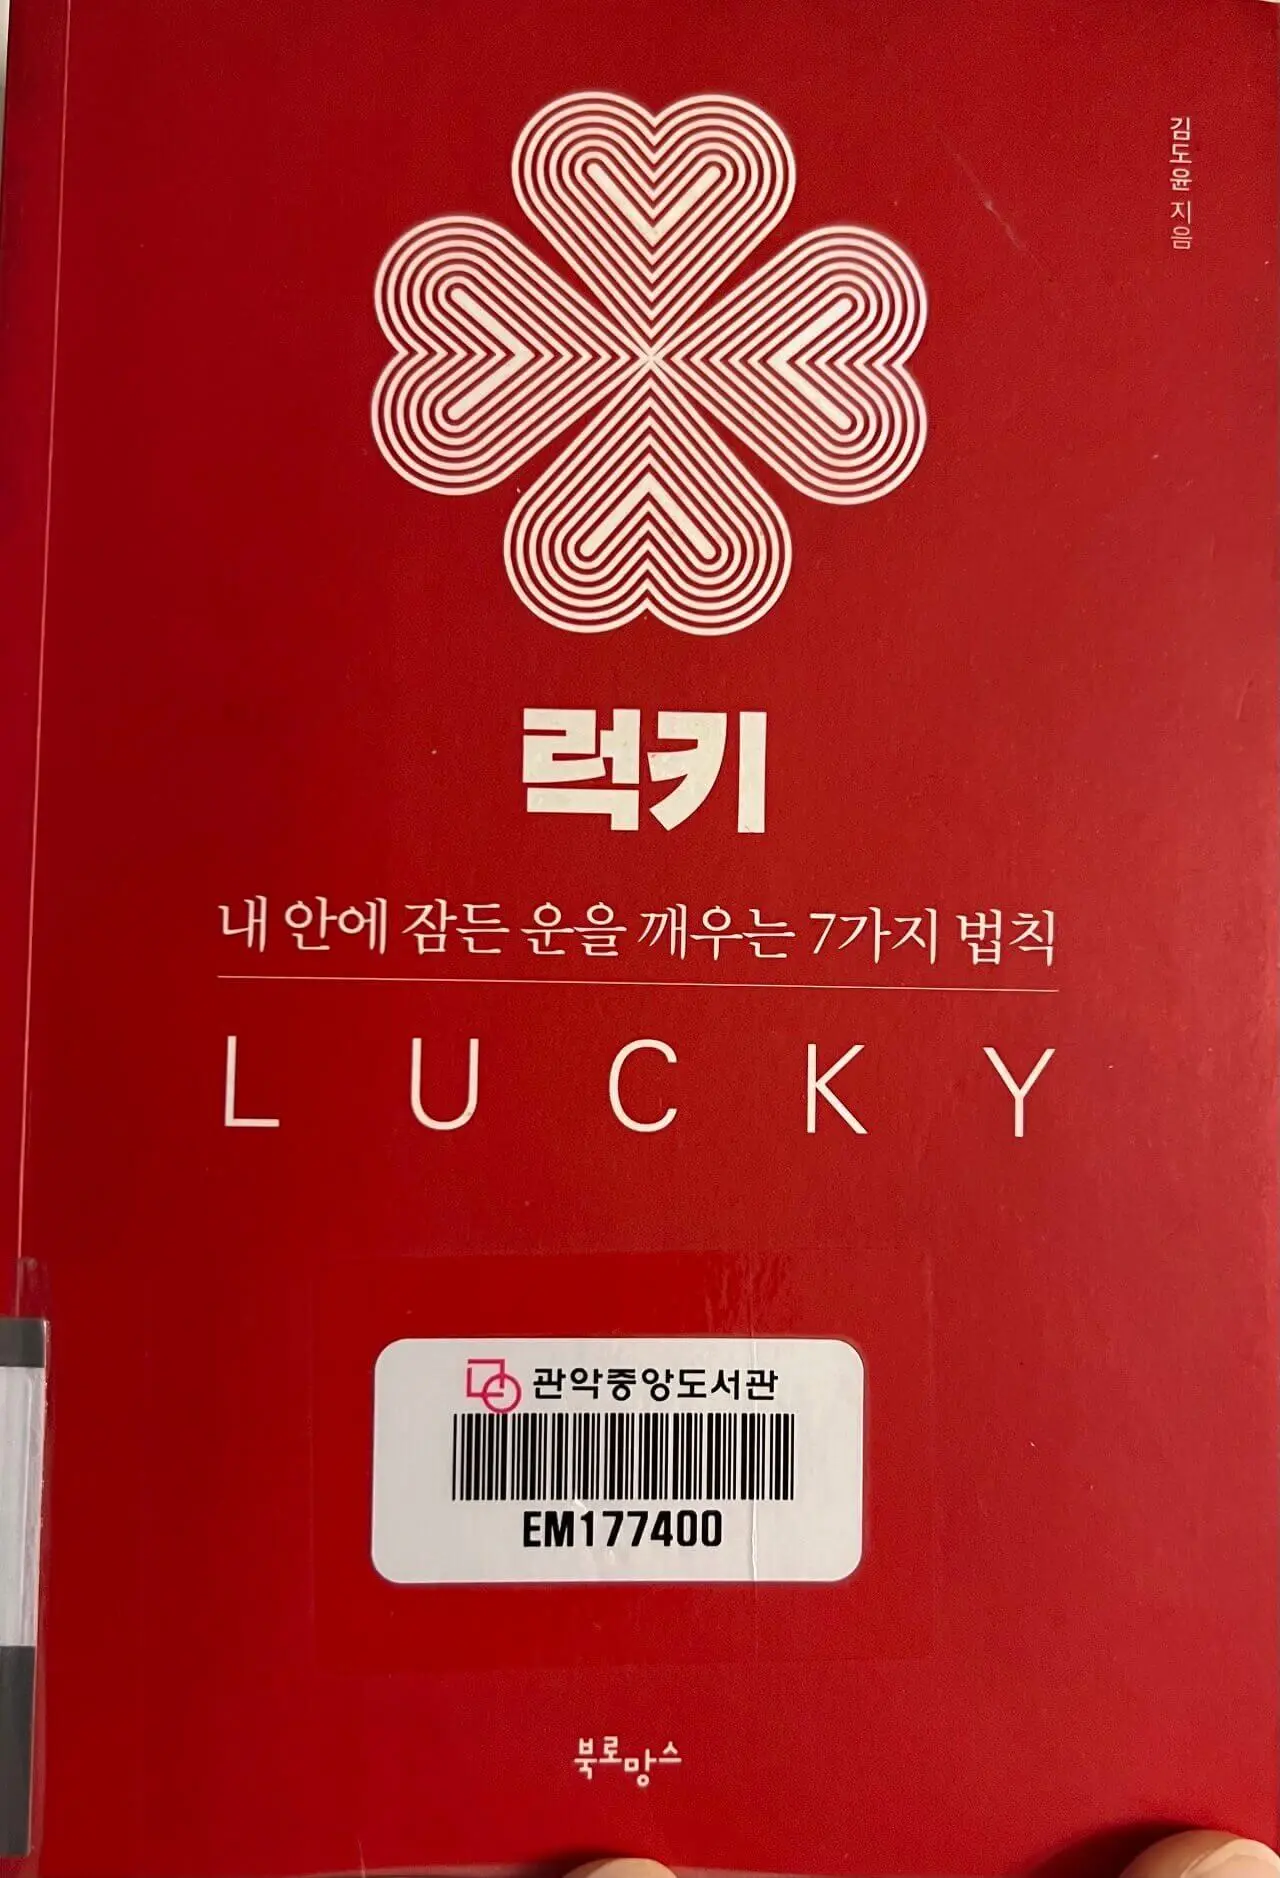 김도윤 지음
럭키
내 안에 잠든 운을 깨우는 7가지 법칙
LUCKY
관악중앙도서관
EM177400
북로망스